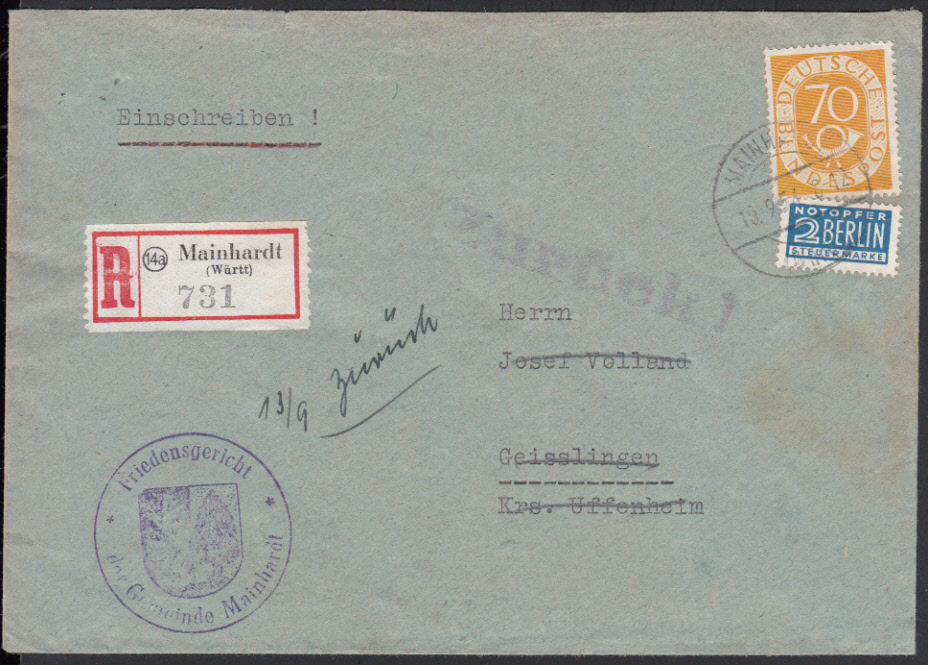 Einschreiben !
DEUTSCHE BUNDESPOST
70
NOTOPFER
2 BERLIN
STEUERMARKE
R
14a Mainhardt
(Württ)
731
Herrn
Josef Volland
13/9 zurück
Geisslingen
Krs. Uffenheim
Friedensgericht
der Gemeinde Mainhardt